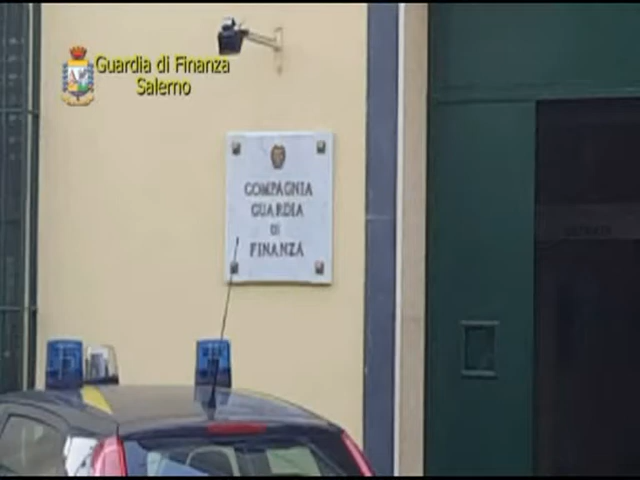 Guardia di Finanza
Salerno
COMPAGNIA
GUARDIA
DI
FINANZA